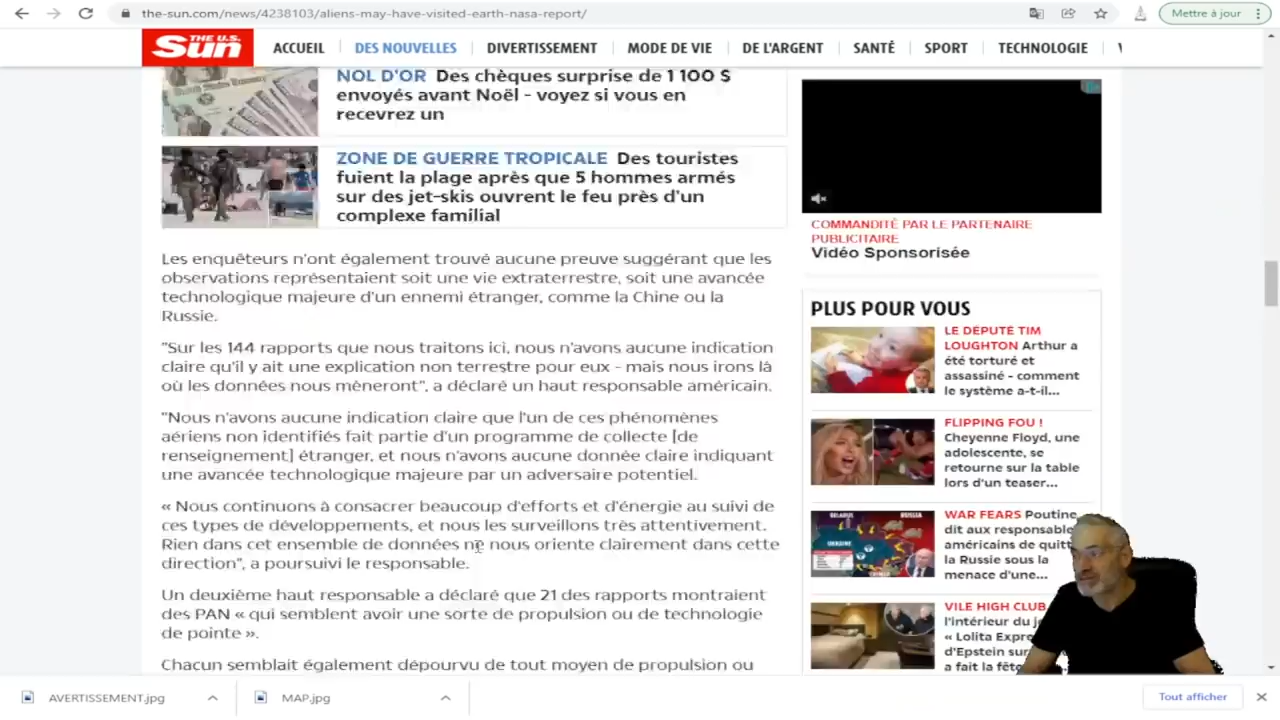 the-sun.com/news/4238103/aliens-may-have-visited-earth-nasa-report/
Mettre à jour
THE U.S.
Sun
ACCUEIL
DES NOUVELLES
DIVERTISSEMENT
MODE DE VIE
DE L'ARGENT
SANTÉ
SPORT
TECHNOLOGIE
NOL D'OR Des chèques surprise de 1 100 $
envoyés avant Noël - voyez si vous en
recevrez un
ZONE DE GUERRE TROPICALE Des touristes
fuient la plage après que 5 hommes armés
sur des jet-skis ouvrent le feu près d'un
complexe familial
Les enquêteurs n'ont également trouvé aucune preuve suggérant que les
observations représentaient soit une vie extraterrestre, soit une avancée
technologique majeure d'un ennemi étranger, comme la Chine ou la
Russie.
"Sur les 144 rapports que nous traitons ici, nous n'avons aucune indication
claire qu'il y ait une explication non terrestre pour eux - mais nous irons là
où les données nous mèneront", a déclaré un haut responsable américain.
"Nous n'avons aucune indication claire que l'un de ces phénomènes
aériens non identifiés fait partie d'un programme de collecte [de
renseignement] étranger, et nous n'avons aucune donnée claire indiquant
une avancée technologique majeure par un adversaire potentiel.
« Nous continuons à consacrer beaucoup d'efforts et d'énergie au suivi de
ces types de développements, et nous les surveillons très attentivement.
Rien dans cet ensemble de données ne nous oriente clairement dans cette
direction", a poursuivi le responsable.
Un deuxième haut responsable a déclaré que 21 des rapports montraient
des PAN « qui semblent avoir une sorte de propulsion ou de technologie
de pointe ».
Chacun semblait également dépourvu de tout moyen de propulsion ou
COMMANDITÉ PAR LE PARTENAIRE
PUBLICITAIRE
Vidéo Sponsorisée
PLUS POUR VOUS
LE DÉPUTÉ TIM
LOUGHTON Arthur a
été torturé et
assassiné - comment
le système a-t-il...
FLIPPING FOU !
Cheyenne Floyd, une
adolescente, se
retourne sur la table
lors d'un teaser...
BELARUS
RUSSIA
UKRAINE
WAR FEARS Poutine
dit aux responsable
américains de quitt
la Russie sous la
menace d'une...
VILE HIGH CLUB
l'intérieur du j
« Lolita Expre
d'Epstein sur
a fait la fêt
AVERTISSEMENT.jpg
MAP.jpg
Tout afficher